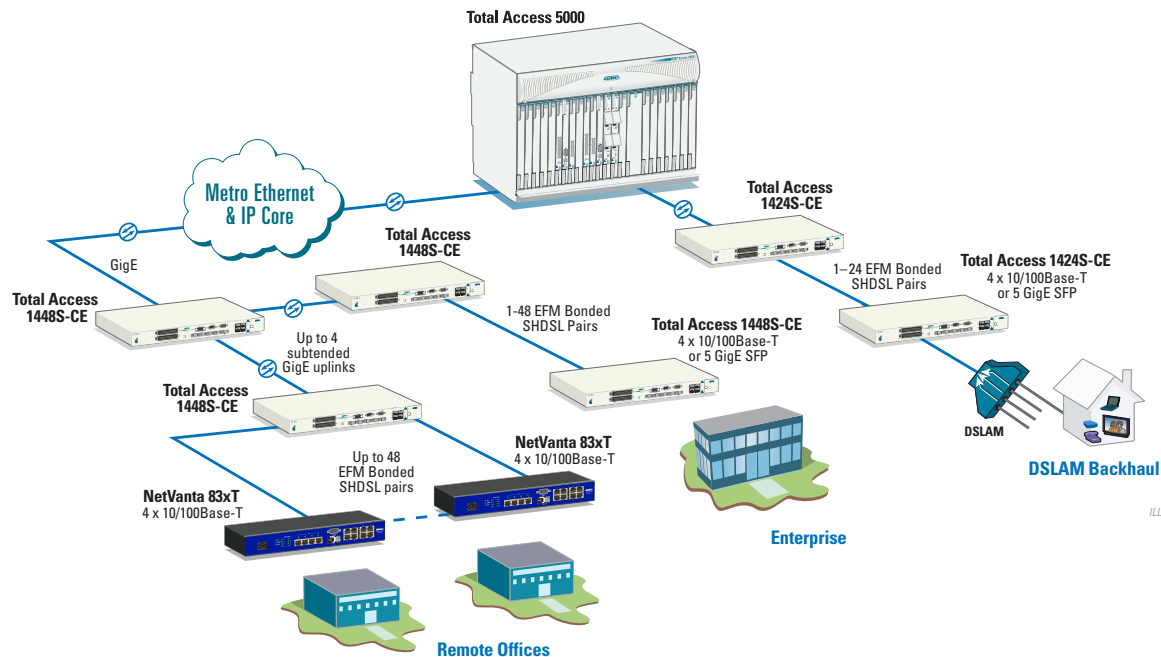 Total Access 5000
ADTRAN
Metro Ethernet
& IP Core
Total Access
1424S-CE
Total Access
1448S-CE
GigE
Total Access
1448S-CE
1–24 EFM Bonded
SHDSL Pairs
Total Access 1424S-CE
4 x 10/100Base-T
or 5 GigE SFP
1-48 EFM Bonded
SHDSL Pairs
Up to 4
subtended
GigE uplinks
Total Access 1448S-CE
4 x 10/100Base-T
or 5 GigE SFP
Total Access
1448S-CE
DSLAM
DSLAM Backhaul
NetVanta 83xT
4 x 10/100Base-T
Up to 48
EFM Bonded
SHDSL pairs
NetVanta 83xT
4 x 10/100Base-T
ILL
Enterprise
Remote Offices